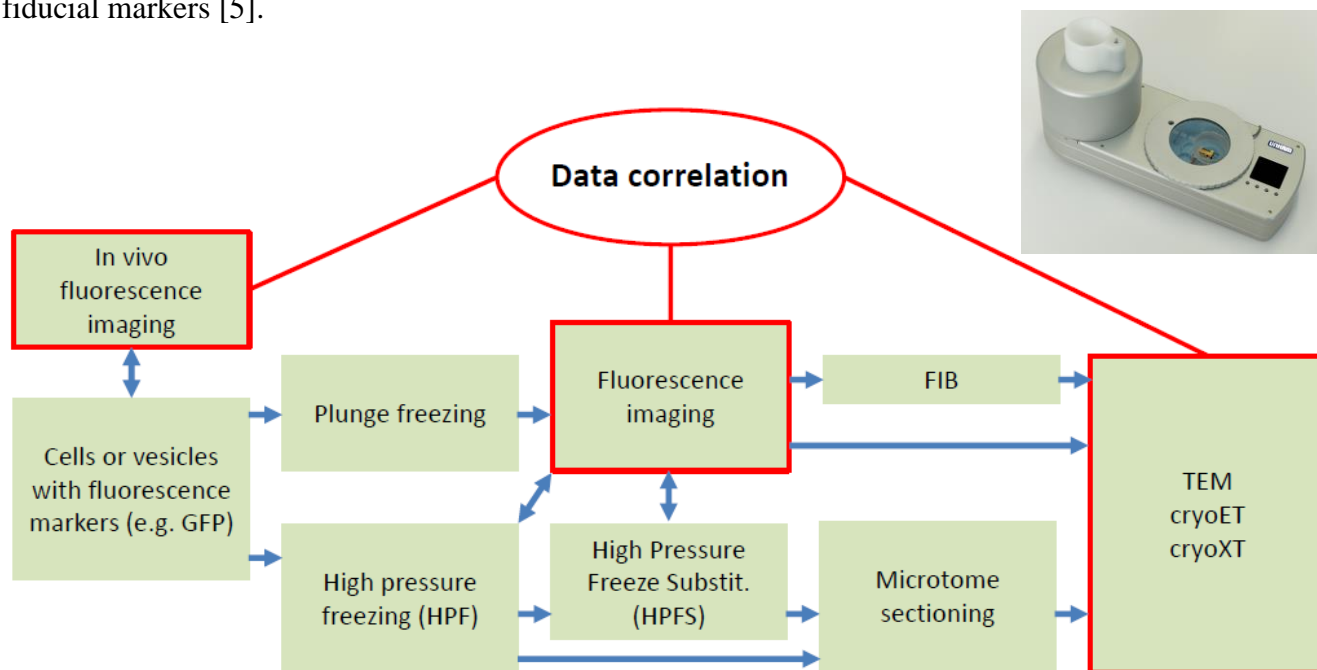 fiducial markers [5].
Data correlation
In vivo
fluorescence
imaging
Cells or vesicles
with fluorescence
markers (e.g. GFP)
Plunge freezing
High pressure
freezing (HPF)
Fluorescence
imaging
High Pressure
Freeze Substit.
(HPFS)
FIB
Microtome
sectioning
TEM
cryoET
cryoXT